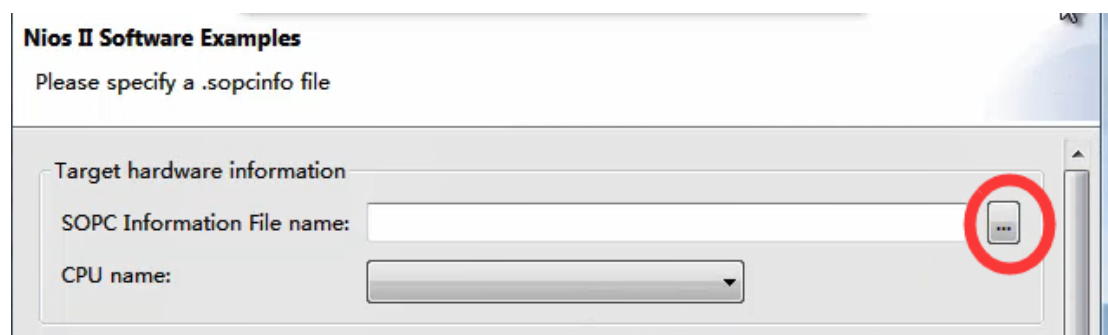 Nios II Software Examples
Please specify a .sopcinfo file
Target hardware information
SOPC Information File name:
...
CPU name: